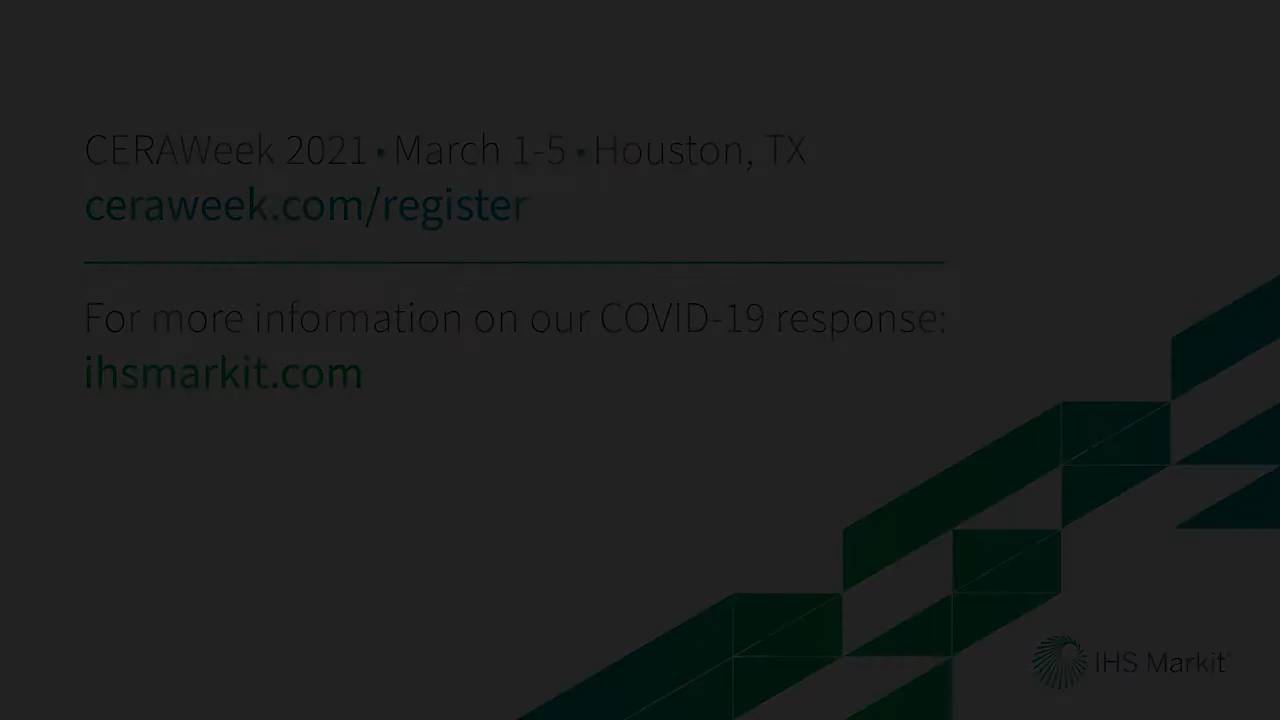 CERAWeek 2021 • March 1-5 • Houston, TX
ceraweek.com/register
For more information on our COVID-19 response:
ihsmarkit.com
IHS Markit